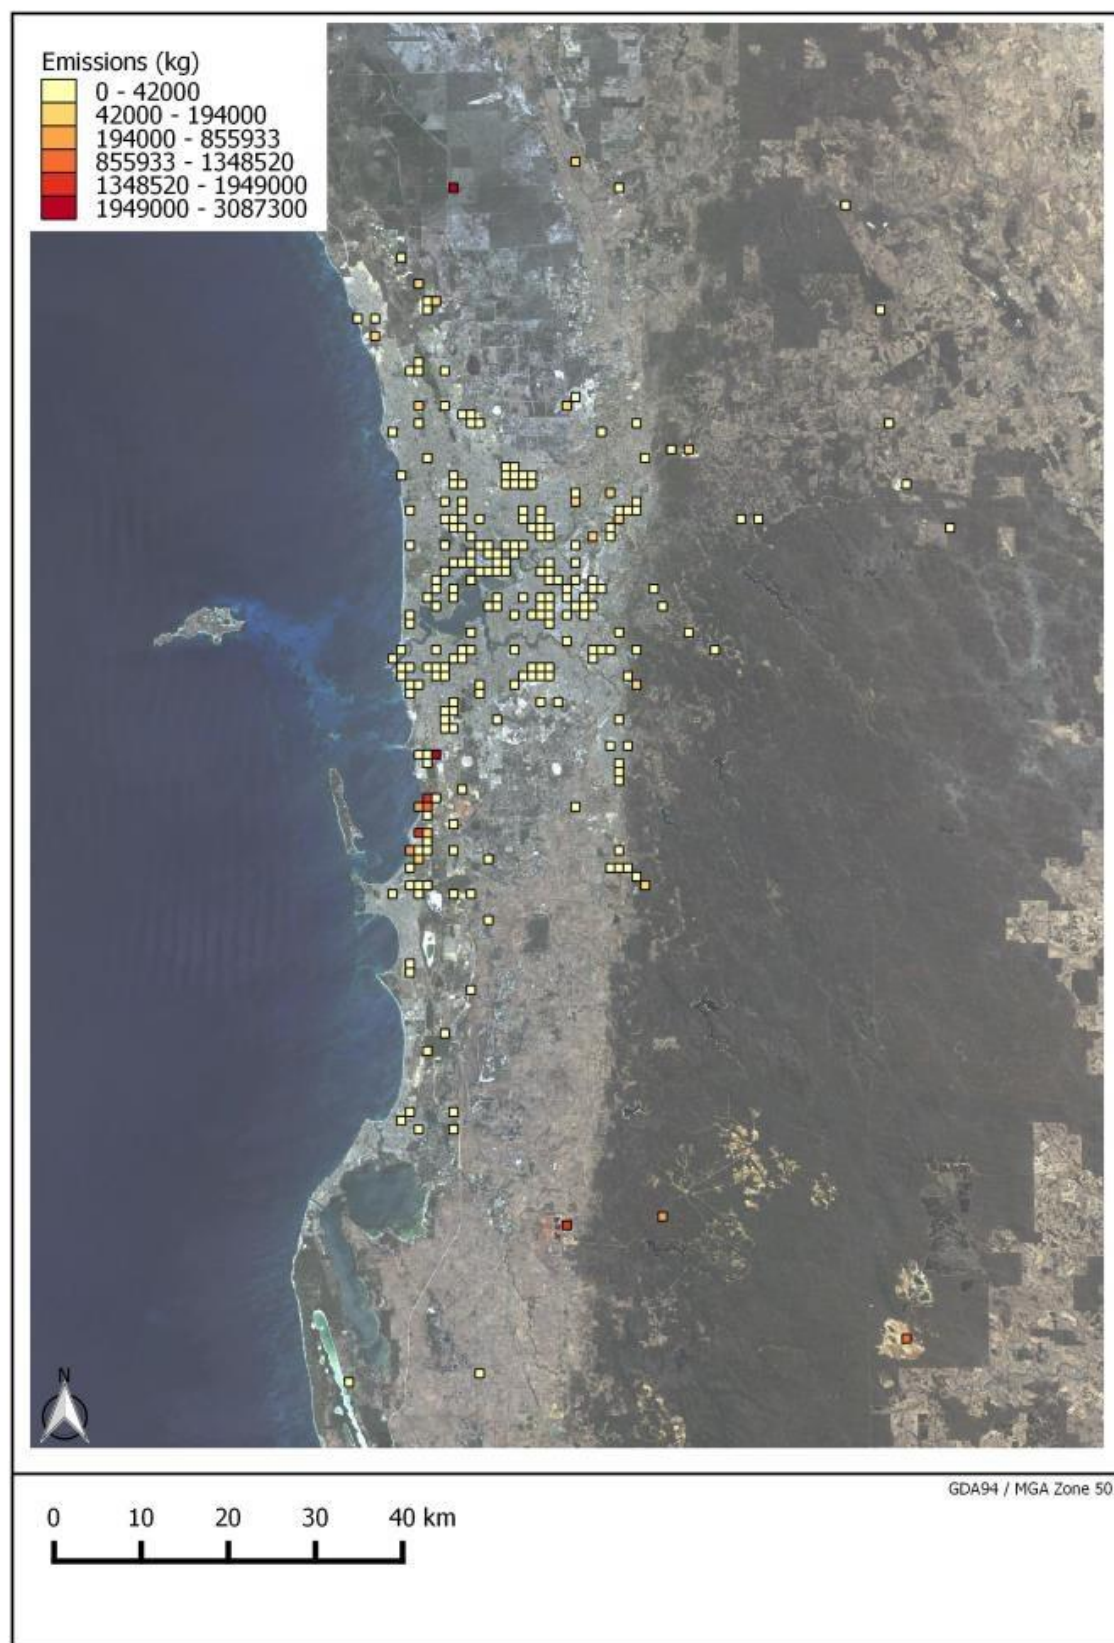 Emissions (kg)
0 - 42000
42000 - 194000
194000 - 855933
855933 - 1348520
1348520 - 1949000
1949000 - 3087300
N
GDA94 / MGA Zone 50
0 10 20 30 40 km